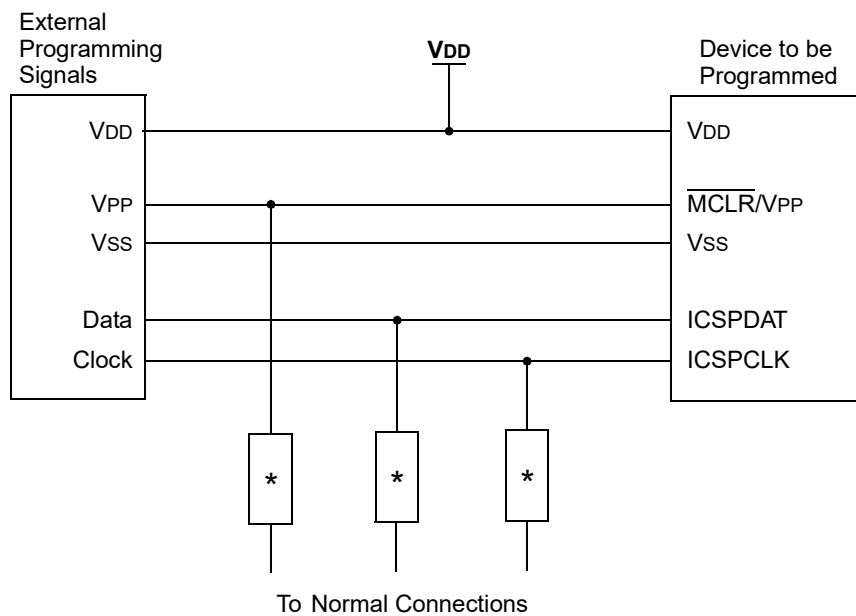 External
Programming
Signals
VDD
Device to be
Programmed
VDD
VDD
VPP
MCLR/VPP
VSS
VSS
Data
ICSPDAT
Clock
ICSPCLK
*
*
*
To Normal Connections